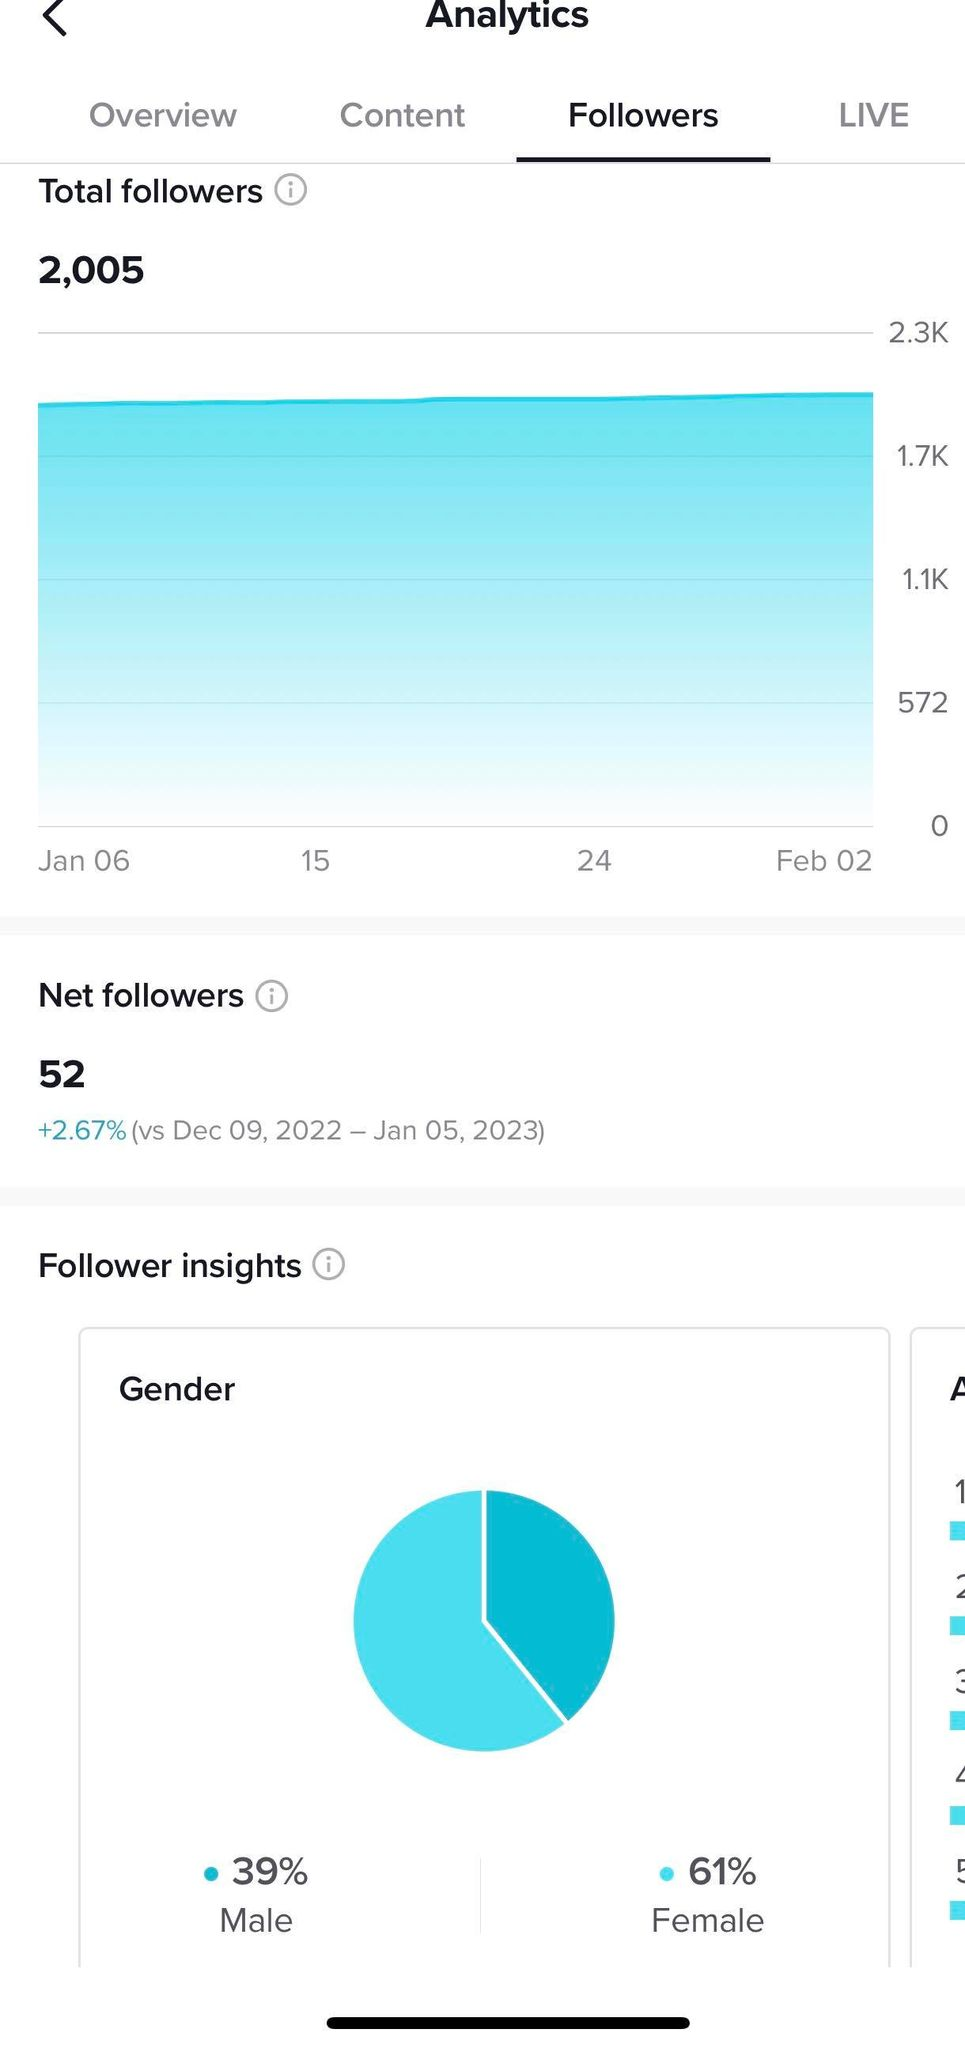 Analytics
Overview Content Followers LIVE
Total followers
2,005
2.3K
1.7K
1.1K
572
0
Jan 06 15 24 Feb 02
Net followers
52
+2.67% (vs Dec 09, 2022 – Jan 05, 2023)
Follower insights
Gender
39% 61%
Male Female